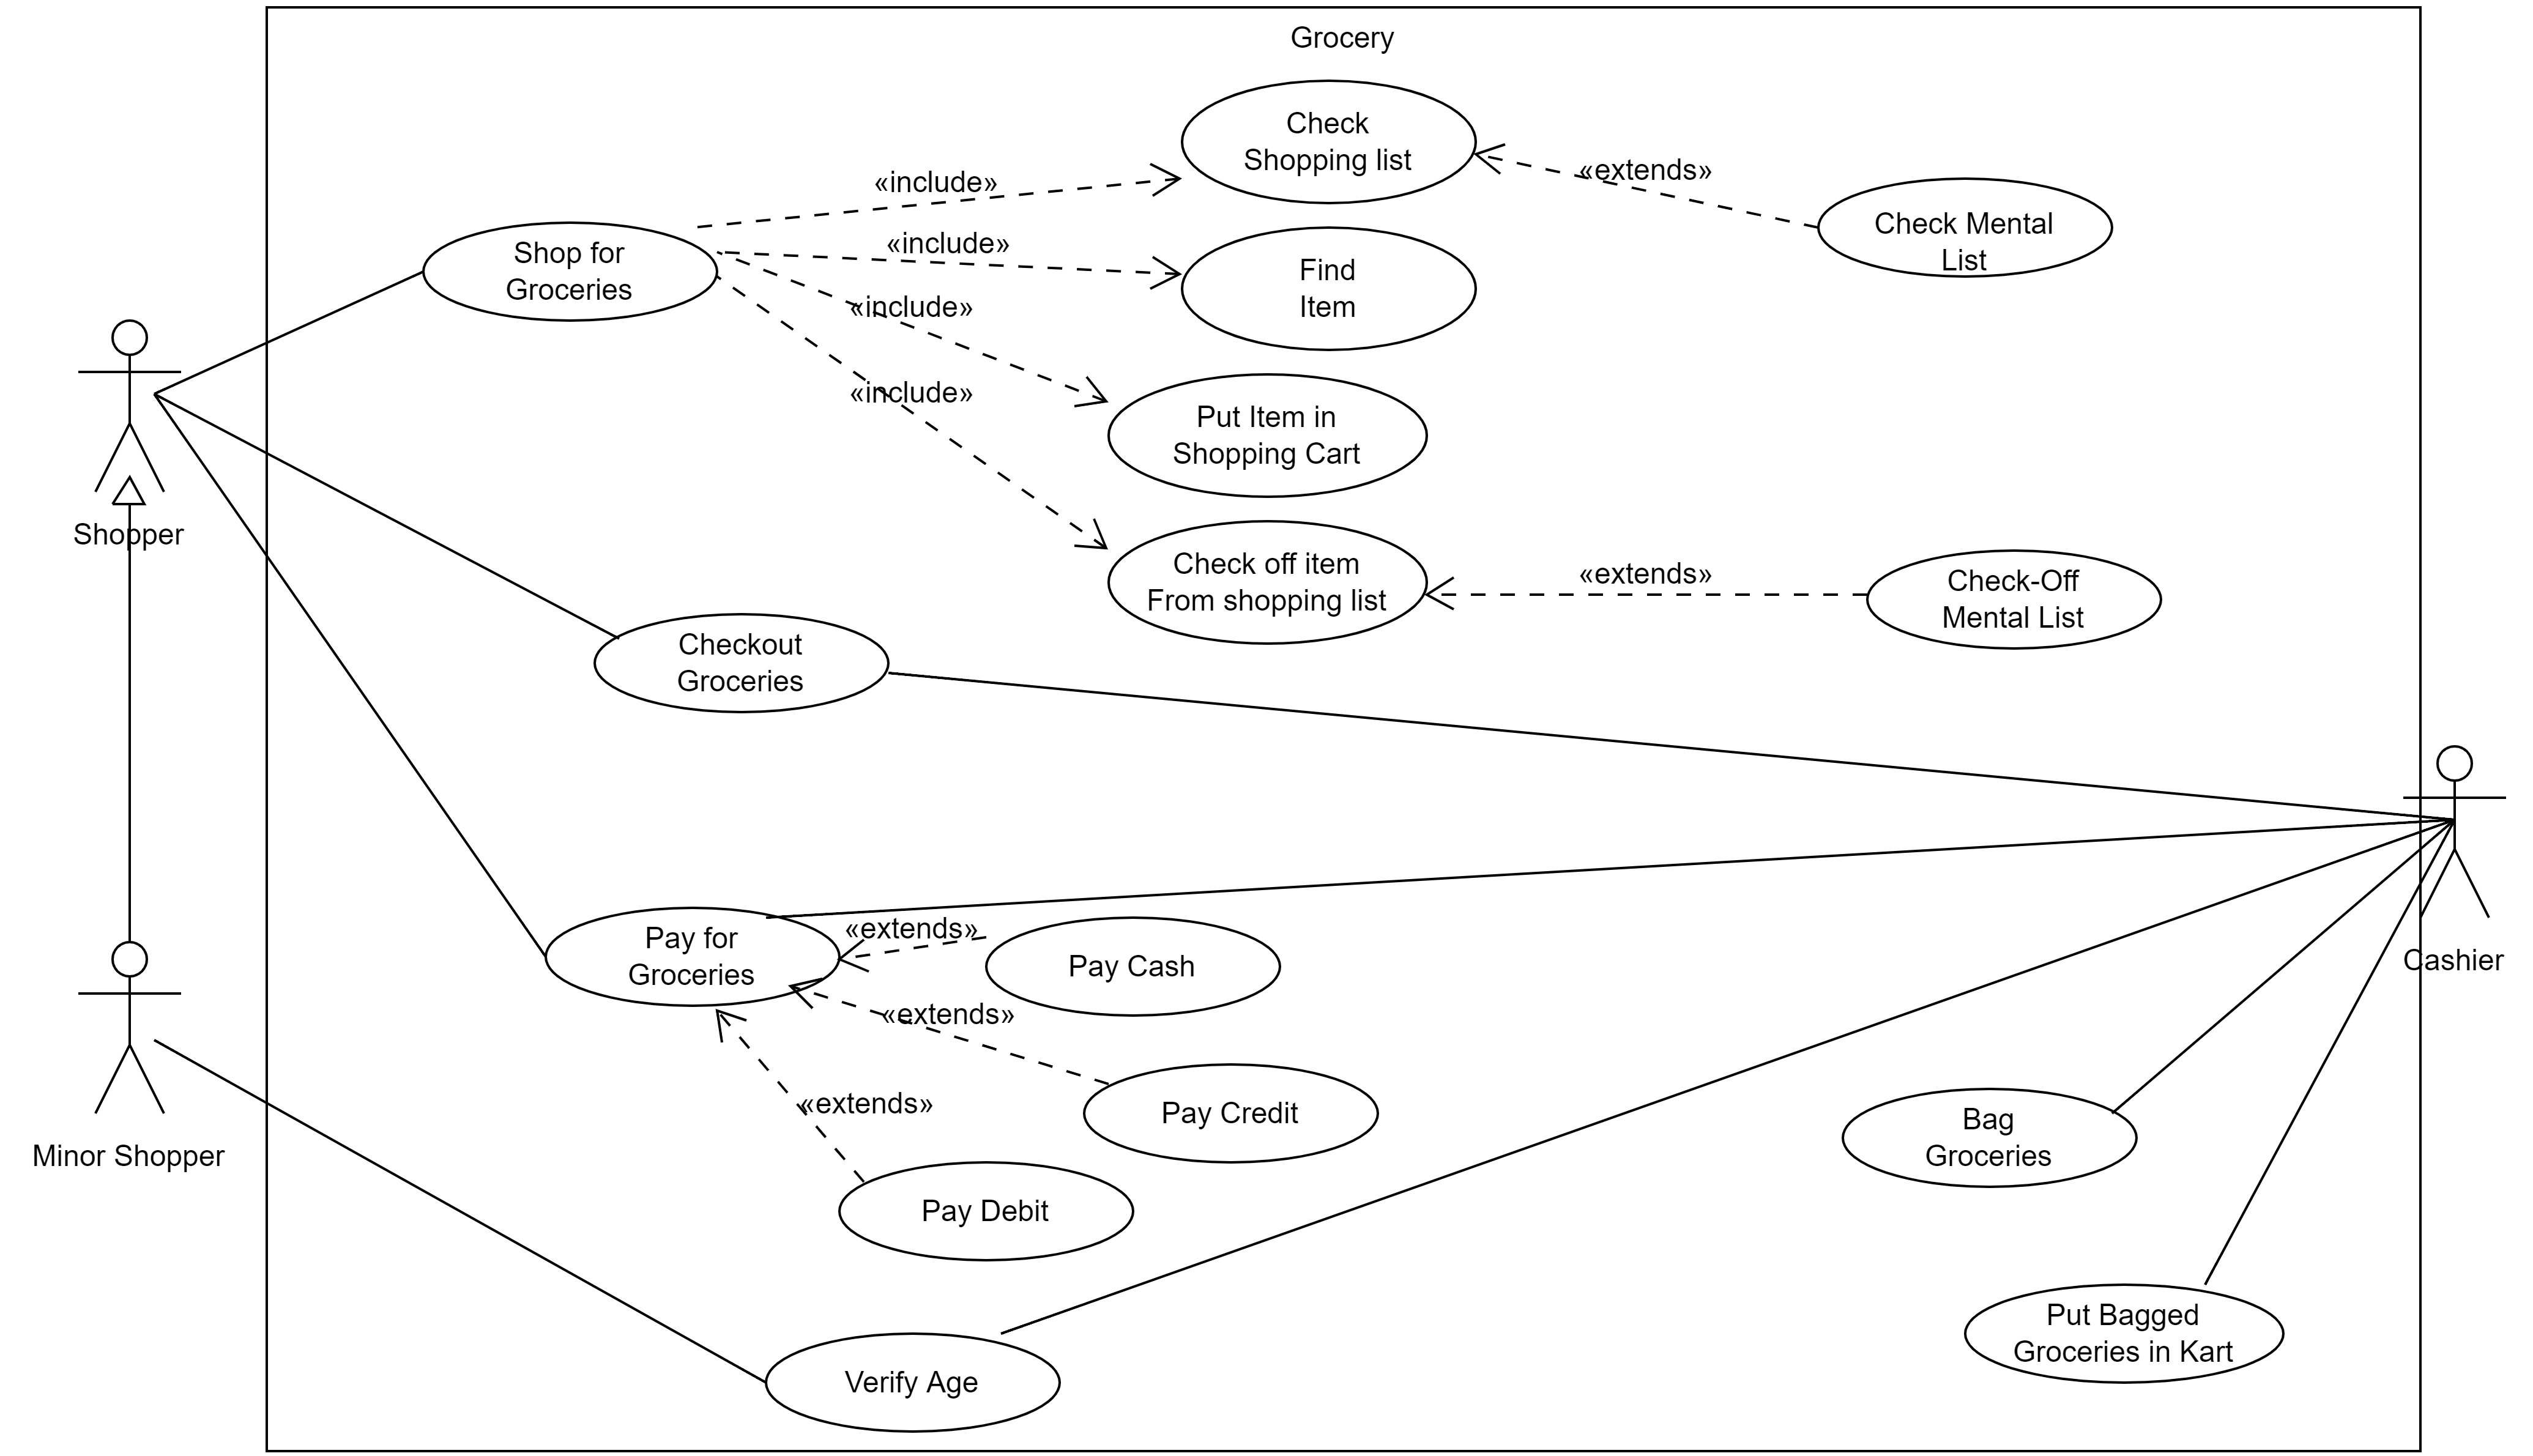 Grocery
Check
Shopping list
«include»
«extends»
Check Mental
List
Shop for
Groceries
«include»
Find
Item
«include»
«include»
Put Item in
Shopping Cart
Shopper
Check off item
From shopping list
«extends»
Check-Off
Mental List
Checkout
Groceries
Pay for
Groceries
«extends»
Pay Cash
Cashier
«extends»
«extends»
Pay Credit
Bag
Groceries
Minor Shopper
Pay Debit
Put Bagged
Groceries in Kart
Verify Age